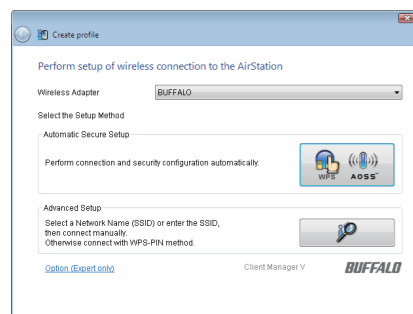 Create profile
Perform setup of wireless connection to the AirStation
Wireless Adapter
BUFFALO
Select the Setup Method
Automatic Secure Setup
Perform connection and security configuration automatically.
WPS
AOSS™
Advanced Setup
Select a Network Name (SSID) or enter the SSID,
then connect manually.
Otherwise connect with WPS-PIN method.
Option (Expert only)
Client Manager V
BUFFALO